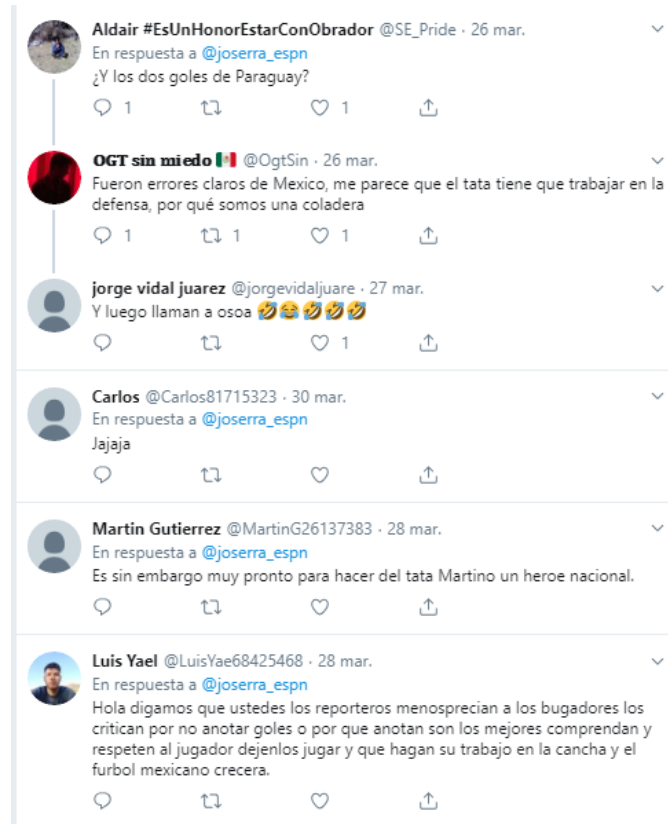 Aldair #EsUnHonorEstarConObrador @SE_Pride · 26 mar.
En respuesta a @joserra_espn
¿Y los dos goles de Paraguay?
1 1
OGT sin miedo 🇲🇽 @OgtSin · 26 mar.
Fueron errores claros de Mexico, me parece que el tata tiene que trabajar en la
defensa, por qué somos una coladera
1 1 1
jorge vidal juarez @jorgevidaljuare · 27 mar.
Y luego llaman a osoa 🤣😂🤣🤣🤣
1
Carlos @Carlos81715323 · 30 mar.
En respuesta a @joserra_espn
Jajaja
Martin Gutierrez @MartinG26137383 · 28 mar.
En respuesta a @joserra_espn
Es sin embargo muy pronto para hacer del tata Martino un heroe nacional.
Luis Yael @LuisYae68425468 · 28 mar.
En respuesta a @joserra_espn
Hola digamos que ustedes los reporteros menosprecian a los bugadores los
critican por no anotar goles o por que anotan son los mejores comprendan y
respeten al jugador dejenlos jugar y que hagan su trabajo en la cancha y el
furbol mexicano crecera.